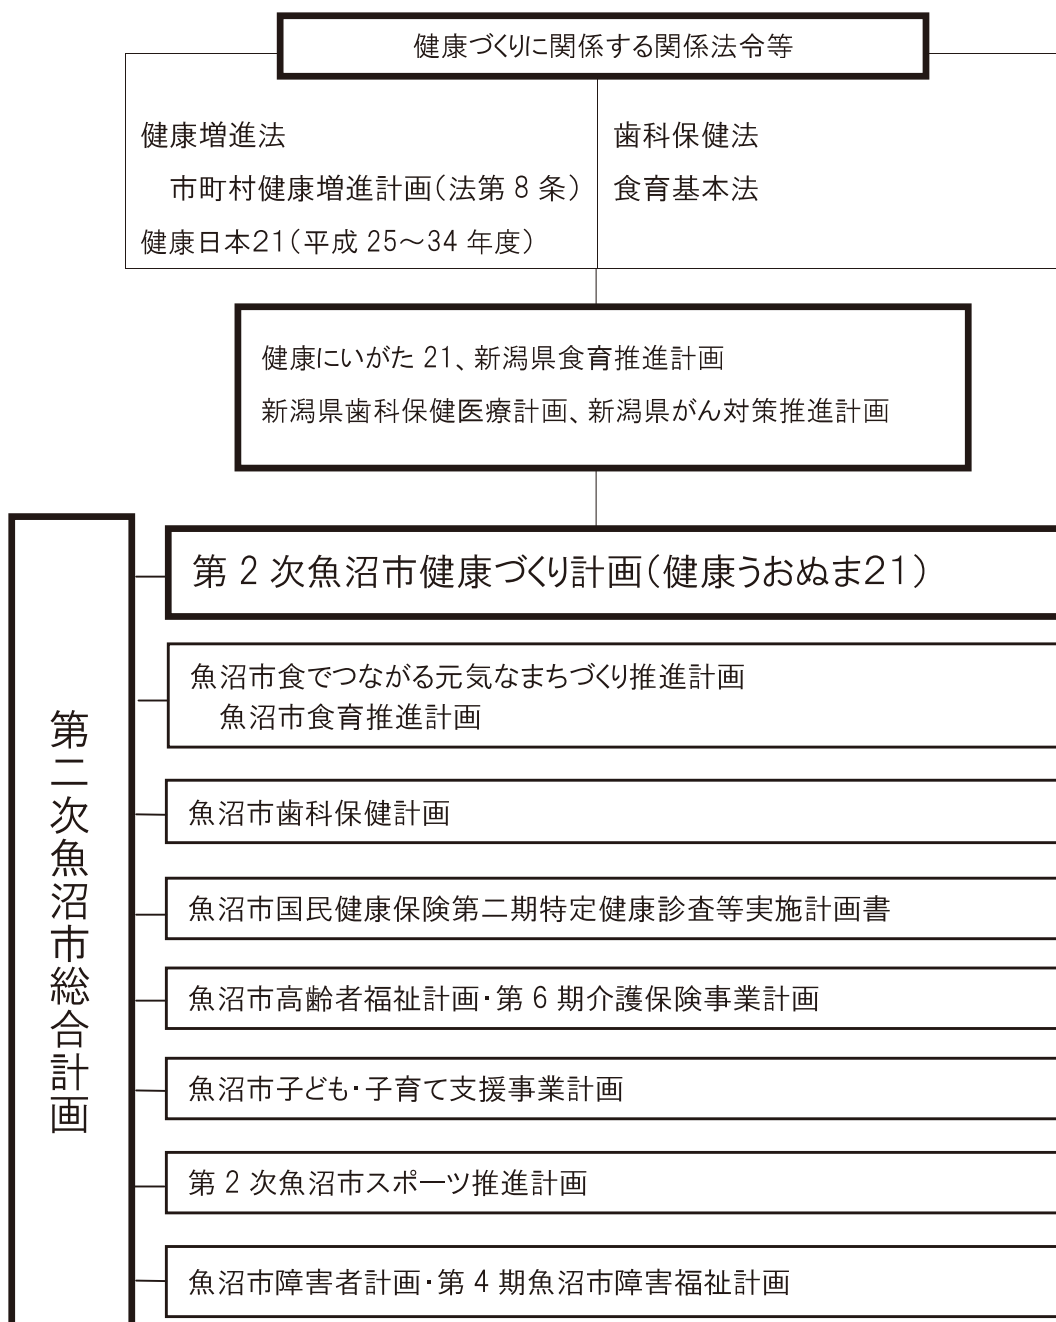 健康づくりに関係する関係法令等
健康増進法
市町村健康増進計画(法第8条)
健康日本21(平成25〜34年度)
歯科保健法
食育基本法
健康にいがた21、新潟県食育推進計画
新潟県歯科保健医療計画、新潟県がん対策推進計画
第二次魚沼市総合計画
第2次魚沼市健康づくり計画(健康うおぬま21)
魚沼市食でつながる元気なまちづくり推進計画
魚沼市食育推進計画
魚沼市歯科保健計画
魚沼市国民健康保険第二期特定健康診査等実施計画書
魚沼市高齢者福祉計画・第6期介護保険事業計画
魚沼市子ども・子育て支援事業計画
第2次魚沼市スポーツ推進計画
魚沼市障害者計画・第4期魚沼市障害福祉計画